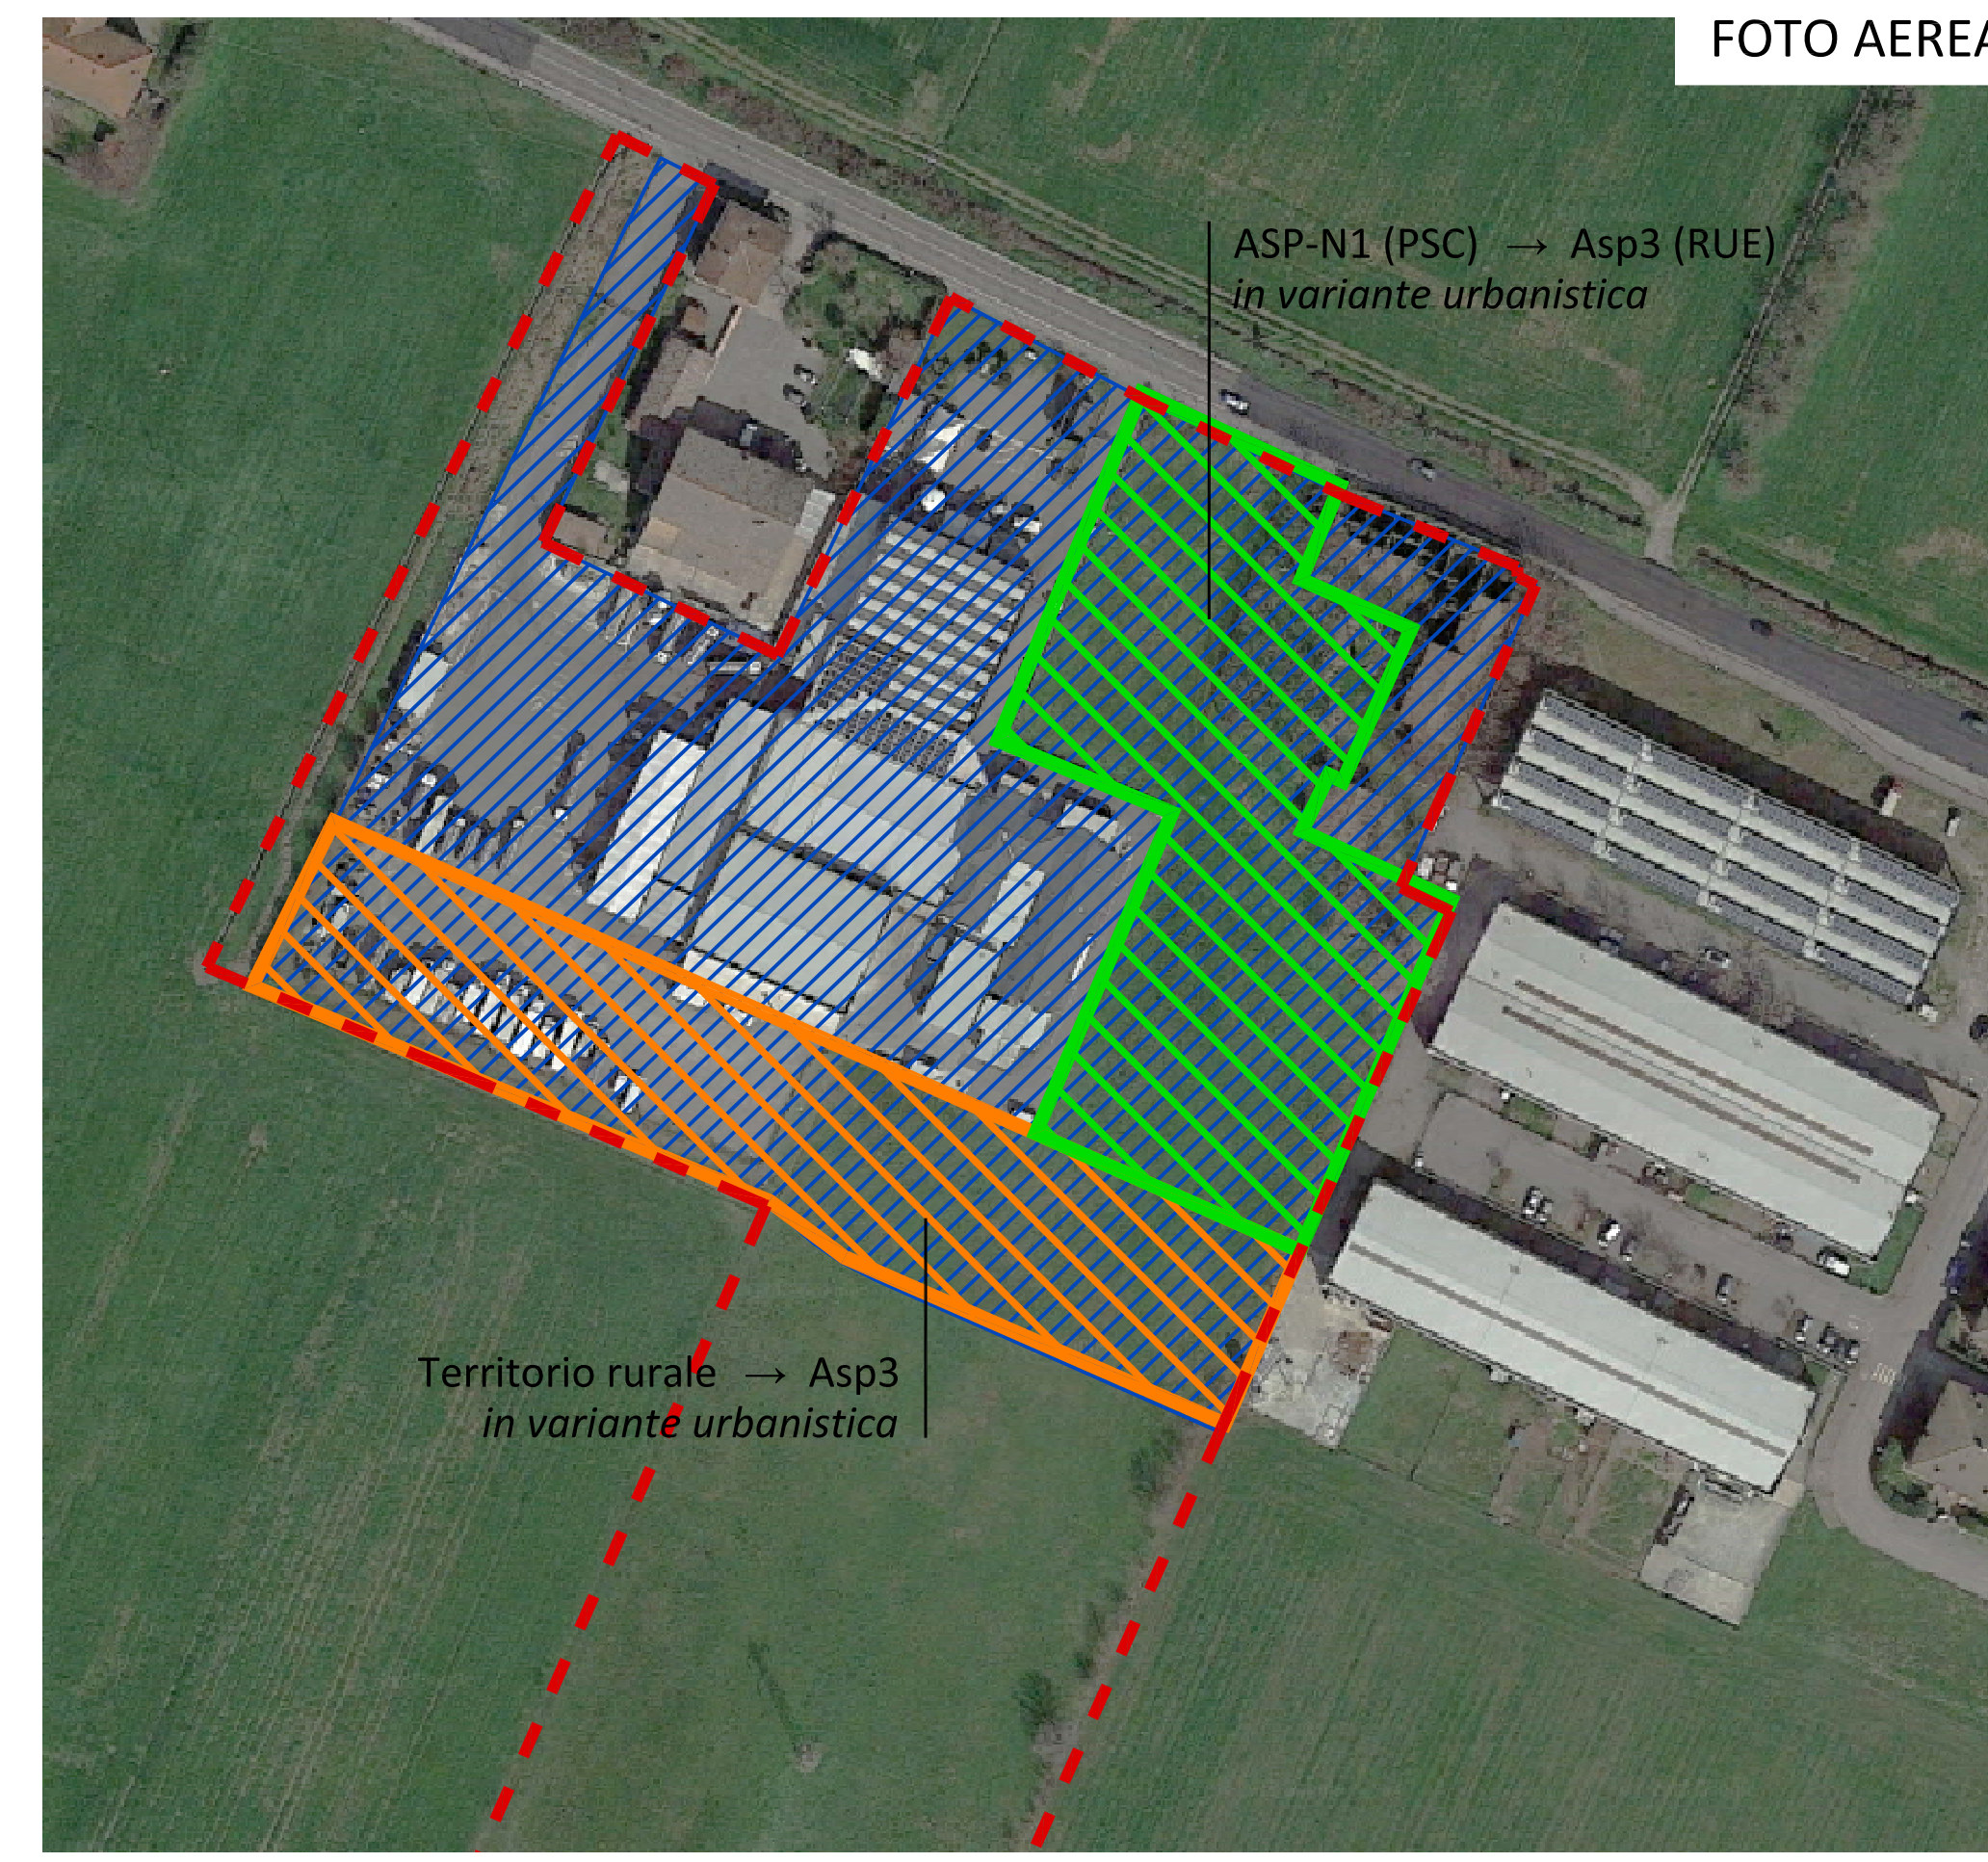 FOTO AEREA
ASP-N1 (PSC) → Asp3 (RUE)
in variante urbanistica
Territorio rurale → Asp3
in variante urbanistica